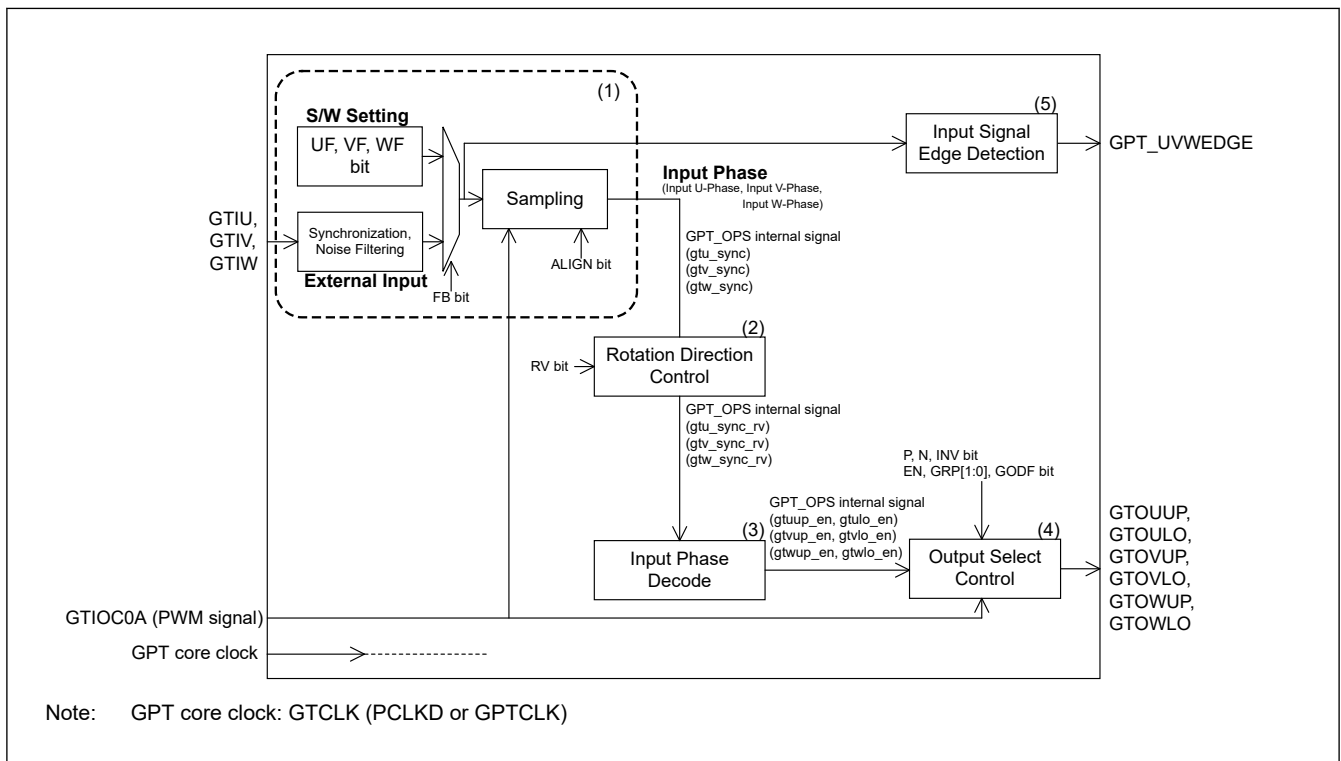 (1)
S/W Setting
UF, VF, WF
bit
Synchronization,
Noise Filtering
External Input
FB bit
GTIU,
GTIV,
GTIW
Sampling
ALIGN bit
Input Phase
(Input U-Phase, Input V-Phase,
Input W-Phase)
GPT_OPS internal signal
(gtu_sync)
(gtv_sync)
(gtw_sync)
(5)
Input Signal
Edge Detection
GPT_UVWEDGE
(2)
RV bit
Rotation Direction
Control
GPT_OPS internal signal
(gtu_sync_rv)
(gtv_sync_rv)
(gtw_sync_rv)
(3)
Input Phase
Decode
GPT_OPS internal signal
(gtuup_en, gtulo_en)
(gtvup_en, gtvlo_en)
(gtwup_en, gtwlo_en)
P, N, INV bit
EN, GRP[1:0], GODF bit
(4)
Output Select
Control
GTOUUP,
GTOULO,
GTOVUP,
GTOVLO,
GTOWUP,
GTOWLO
GTIOC0A (PWM signal)
GPT core clock
Note: GPT core clock: GTCLK (PCLKD or GPTCLK)